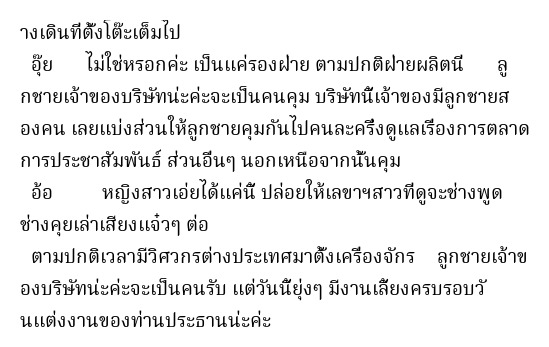 างเดินที่ตั้งโต๊ะเต็มไป
อุ๊ย ไม่ใช่หรอกค่ะ เป็นแค่รองฝ่าย ตามปกติฝ่ายผลิตนี่ ลู
กชายเจ้าของบริษัทน่ะค่ะจะเป็นคนคุม บริษัทนี้เจ้าของมีลูกชายส
องคน เลยแบ่งส่วนให้ลูกชายคุมกันไปคนละครึ่งดูแลเรื่องการตลาด
การประชาสัมพันธ์ ส่วนอื่นๆ นอกเหนือจากนั้นคุม
อ้อ หญิงสาวเอ่ยได้แค่นี้ ปล่อยให้เลขาฯสาวที่ดูจะช่างพูด
ช่างคุยเล่าเสียงแจ๋วๆ ต่อ
ตามปกติเวลามีวิศวกรต่างประเทศมาตั้งเครื่องจักร ลูกชายเจ้าข
องบริษัทน่ะค่ะจะเป็นคนรับ แต่วันนี้ยุ่งๆ มีงานเลี้ยงครบรอบวั
นแต่งงานของท่านประธานน่ะค่ะ